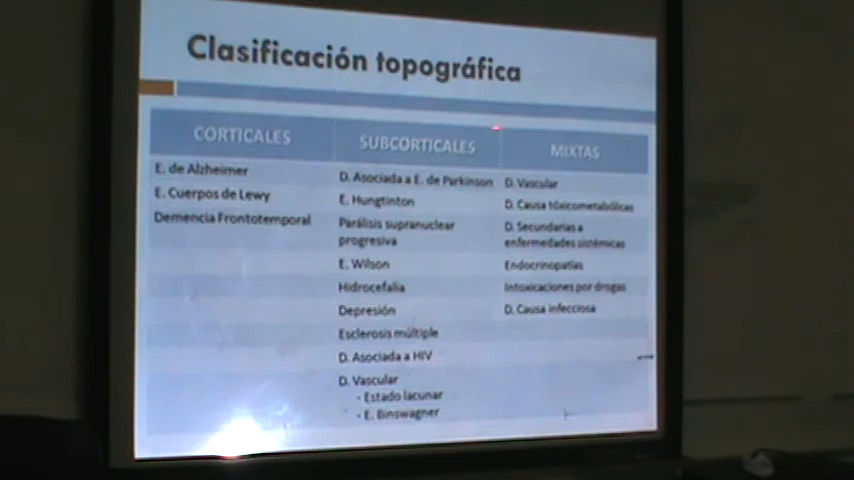 Clasificación topográfica
CORTICALES
SUBCORTICALES
MIXTAS
E. de Alzheimer
E. Cuerpos de Lewy
Demencia Frontotemporal
D. Asociada a E. de Parkinson
E. Hungtinton
Parálisis supranuclear
progresiva
E. Wilson
Hidrocefalia
Depresión
Esclerosis múltiple
D. Asociada a HIV
D. Vascular
- Estado lacunar
- E. Binswagner
D. Vascular
D. Causa tóxicometabólicas
D. Secundarias a
enfermedades sistémicas
Endocrinopatías
Intoxicaciones por drogas
D. Causa infecciosa